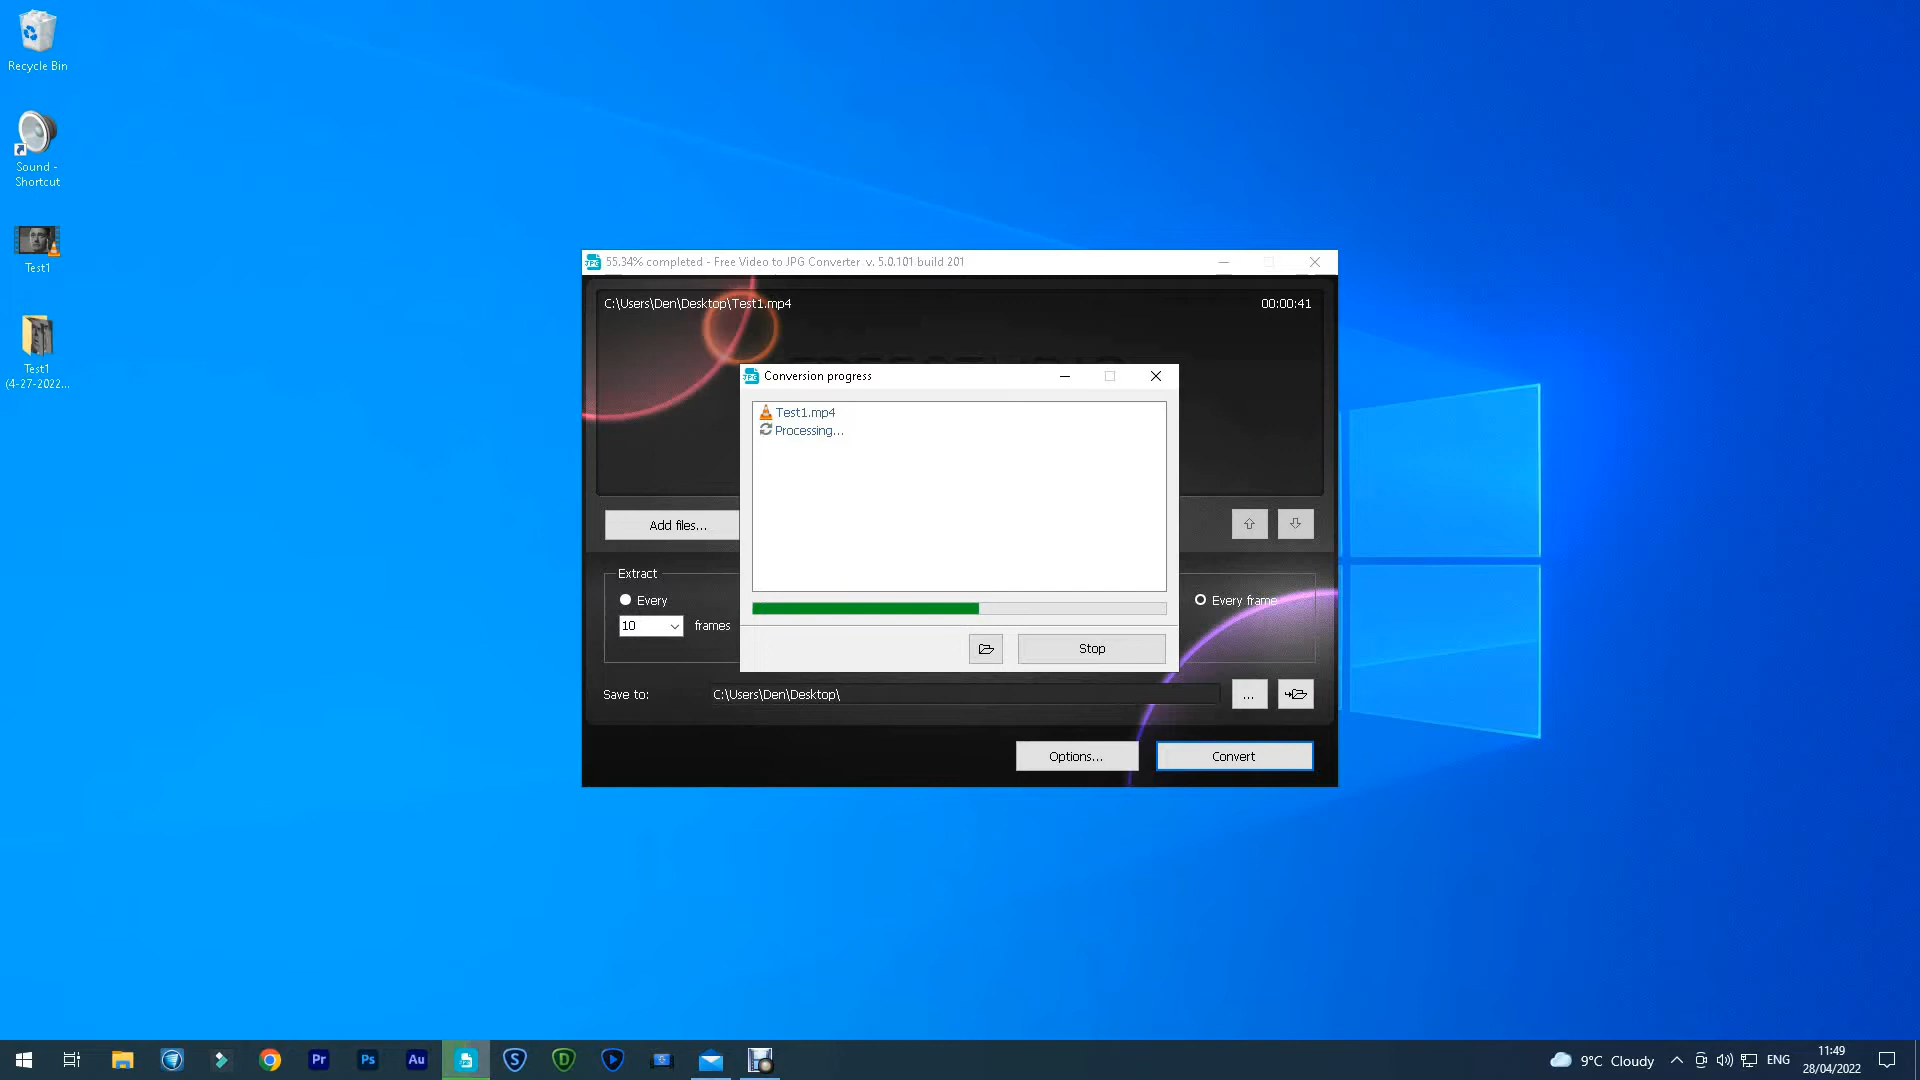 Recycle Bin
Sound -
Shortcut
Test1
Test1
(4-27-2022...
55.34% completed - Free Video to JPG Converter v. 5.0.101 build 201
C:\Users\Den\Desktop\Test1.mp4
00:00:41
Conversion progress
Test1.mp4
Processing...
Add files...
Extract
Every
Every frame
10
frames
Stop
Save to:
C:\Users\Den\Desktop\
...
Options...
Convert
Pr
Ps
Au
S
D
9°C Cloudy
ENG
11:49
28/04/2022